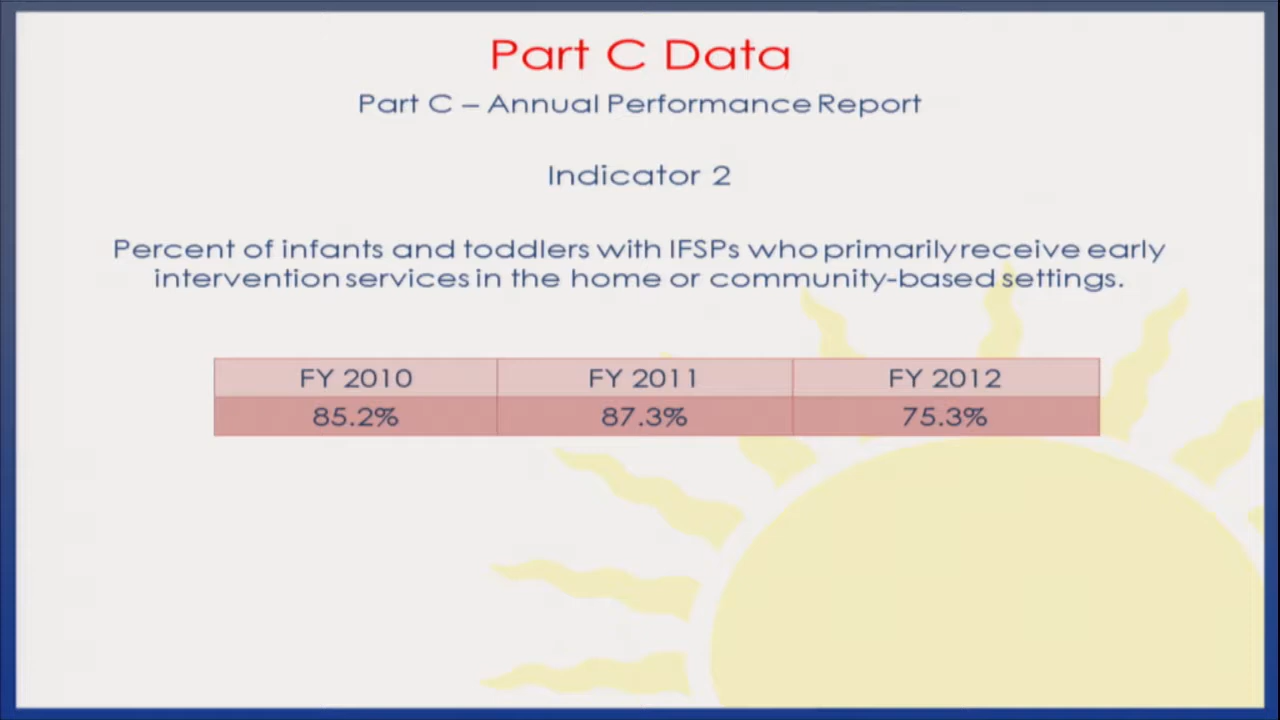 Part C Data
Part C – Annual Performance Report
Indicator 2
Percent of infants and toddlers with IFSPs who primarily receive early
intervention services in the home or community-based settings.
FY 2010 FY 2011 FY 2012
85.2% 87.3% 75.3%